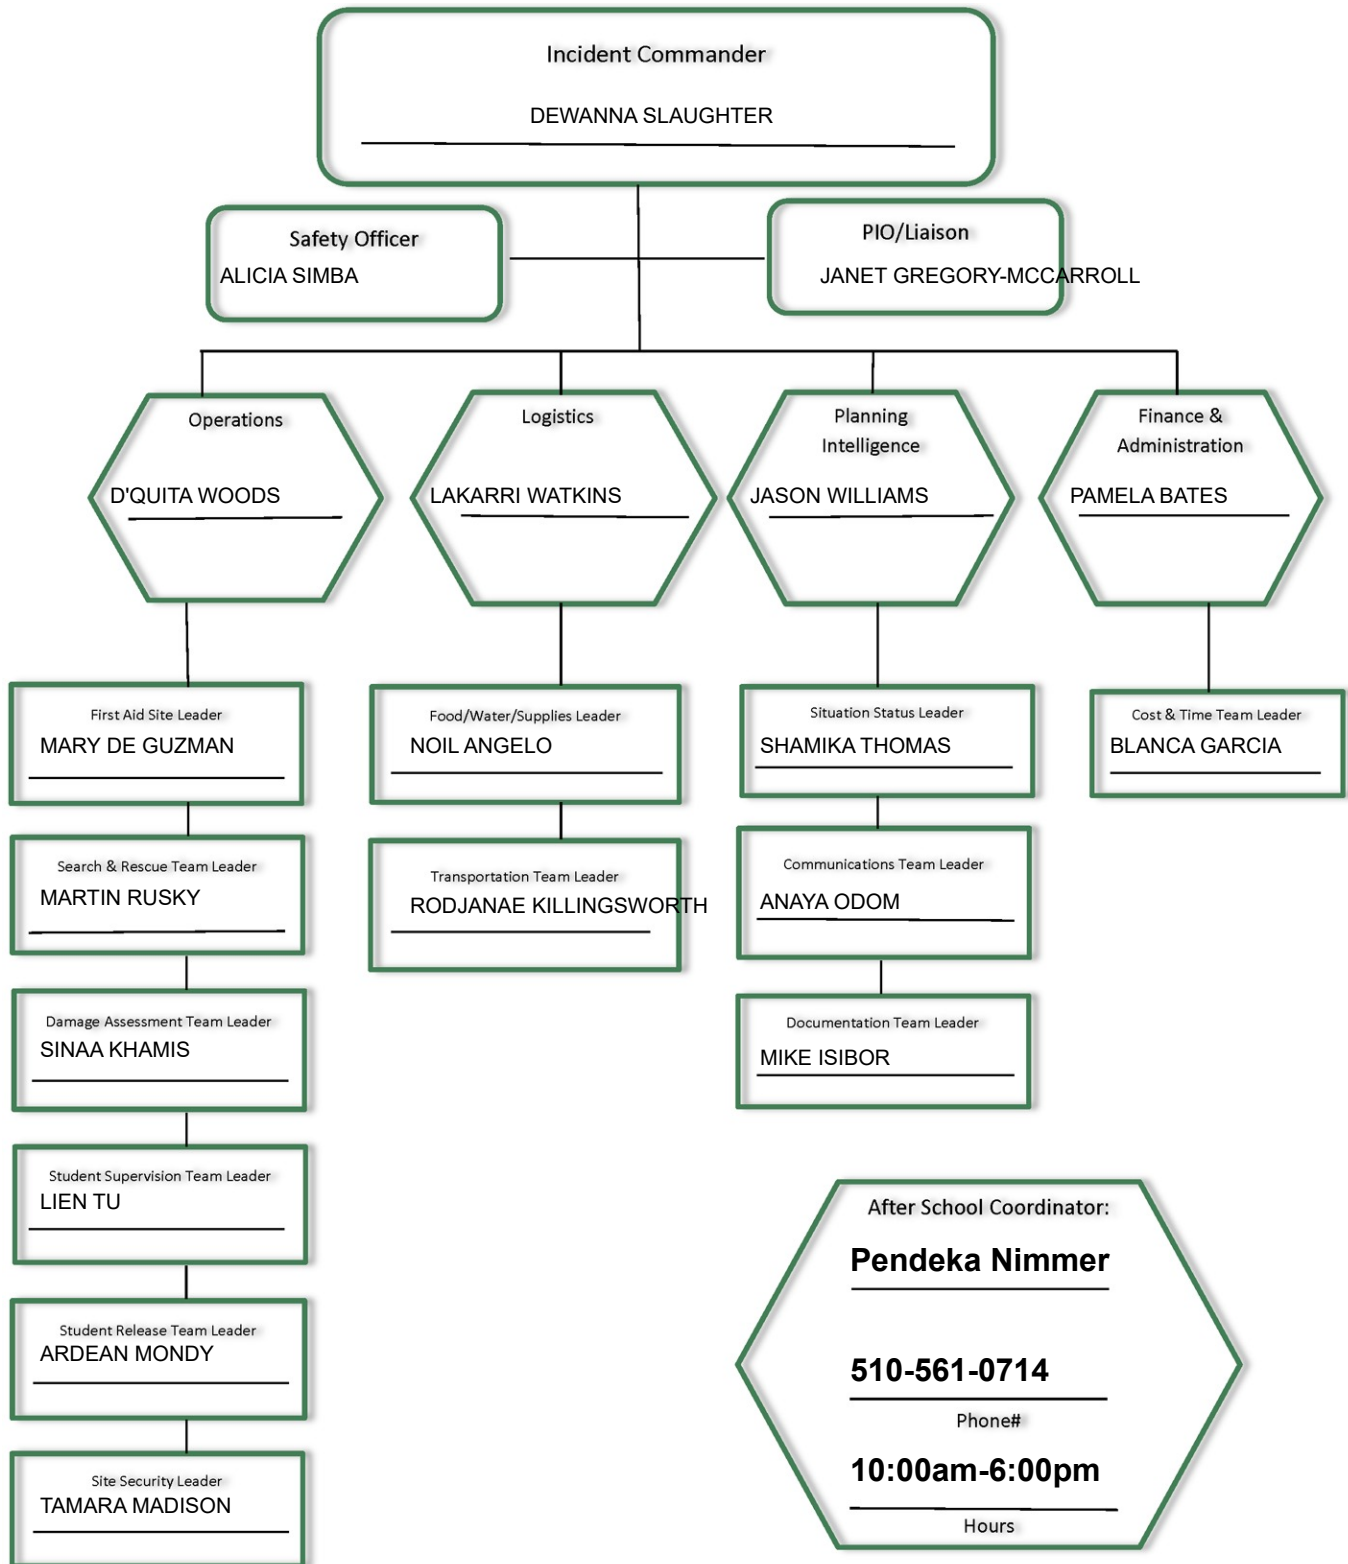 Incident Commander
DEWANNA SLAUGHTER
Safety Officer
ALICIA SIMBA
PIO/Liaison
JANET GREGORY-MCCARROLL
Operations
D'QUITA WOODS
Logistics
LAKARRI WATKINS
Planning
Intelligence
JASON WILLIAMS
Finance &
Administration
PAMELA BATES
First Aid Site Leader
MARY DE GUZMAN
Search & Rescue Team Leader
MARTIN RUSKY
Damage Assessment Team Leader
SINAA KHAMIS
Student Supervision Team Leader
LIEN TU
Student Release Team Leader
ARDEAN MONDY
Site Security Leader
TAMARA MADISON
Food/Water/Supplies Leader
NOIL ANGELO
Transportation Team Leader
RODJANAE KILLINGSWORTH
Situation Status Leader
SHAMIKA THOMAS
Communications Team Leader
ANAYA ODOM
Documentation Team Leader
MIKE ISIBOR
Cost & Time Team Leader
BLANCA GARCIA
After School Coordinator:
Pendeka Nimmer
510-561-0714
Phone#
10:00am-6:00pm
Hours